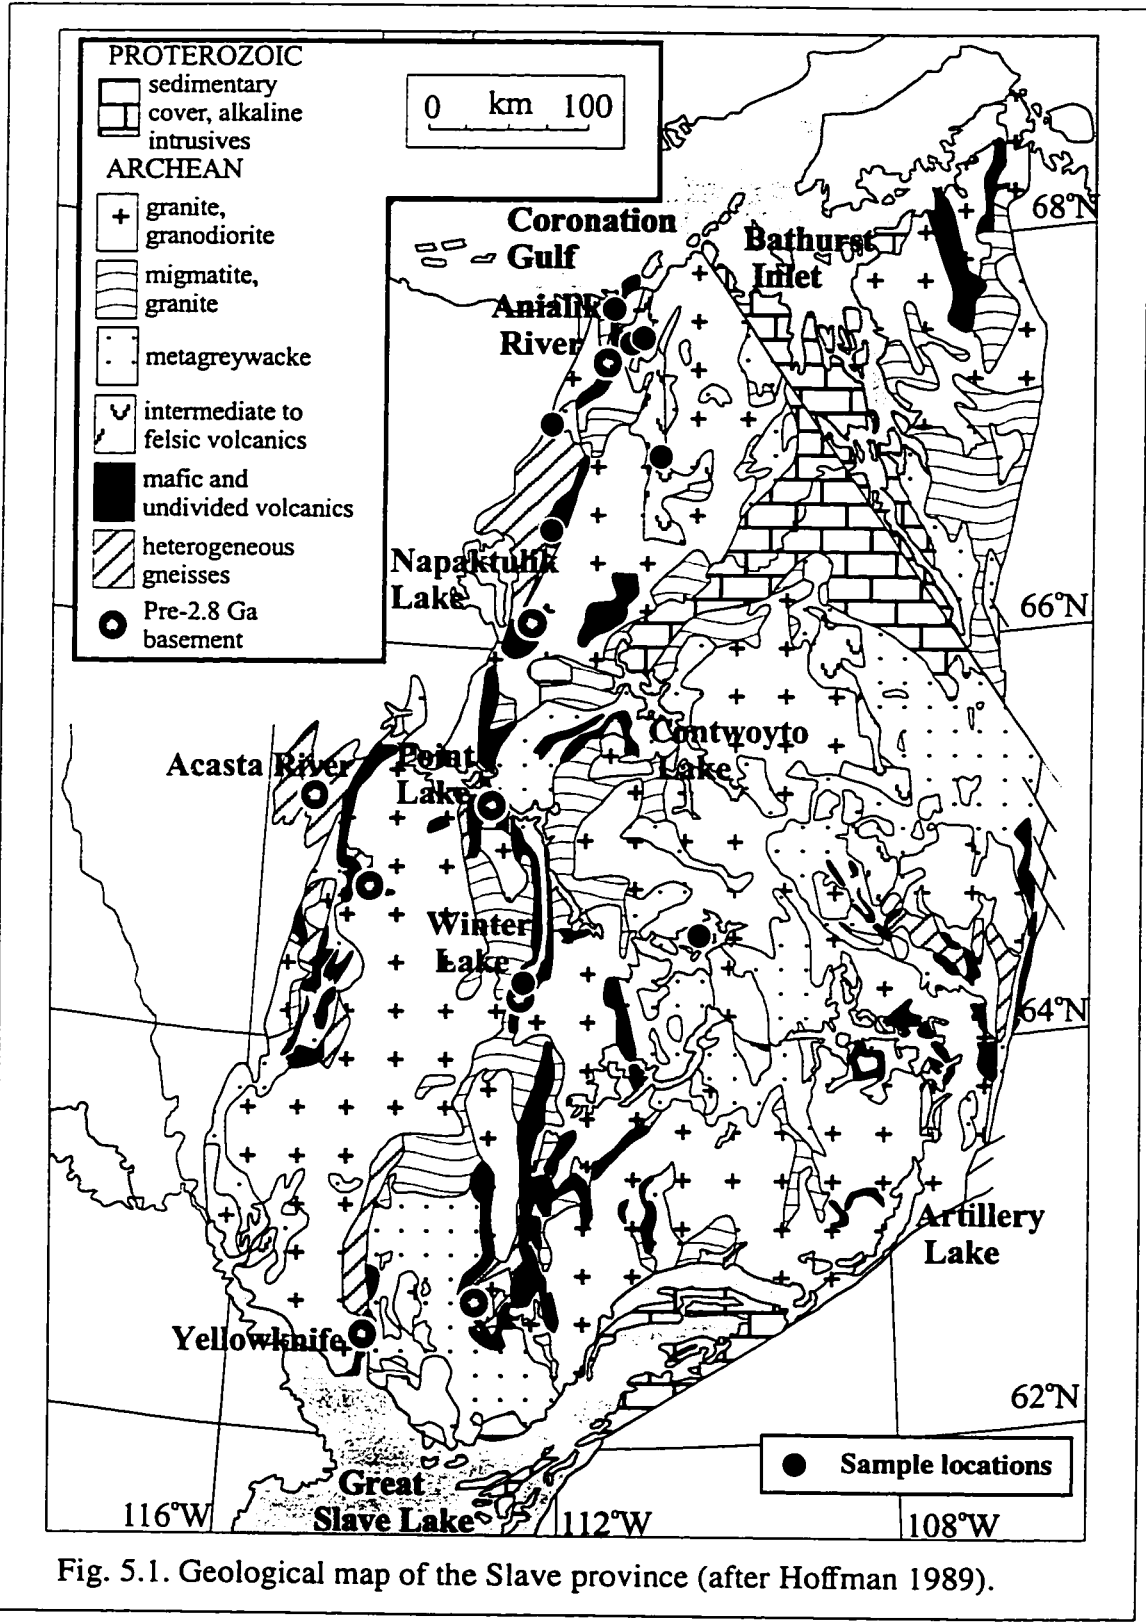 PROTEROZOIC
sedimentary
cover, alkaline
intrusives
ARCHEAN
granite,
granodiorite
migmatite,
granite
metagreywacke
intermediate to
felsic volcanics
mafic and
undivided volcanics
heterogeneous
gneisses
Pre-2.8 Ga
basement
0 km 100
Coronation
Gulf
Bathurst
Inlet
68°N
Anialik
River
Napaktulik
Lake
66°N
Contwoyto
Lake
Acasta River
Point
Lake
Winter
Lake
64°N
Artillery
Lake
Yellowknife
62°N
Sample locations
Great
Slave Lake
116°W
112°W
108°W
Fig. 5.1. Geological map of the Slave province (after Hoffman 1989).